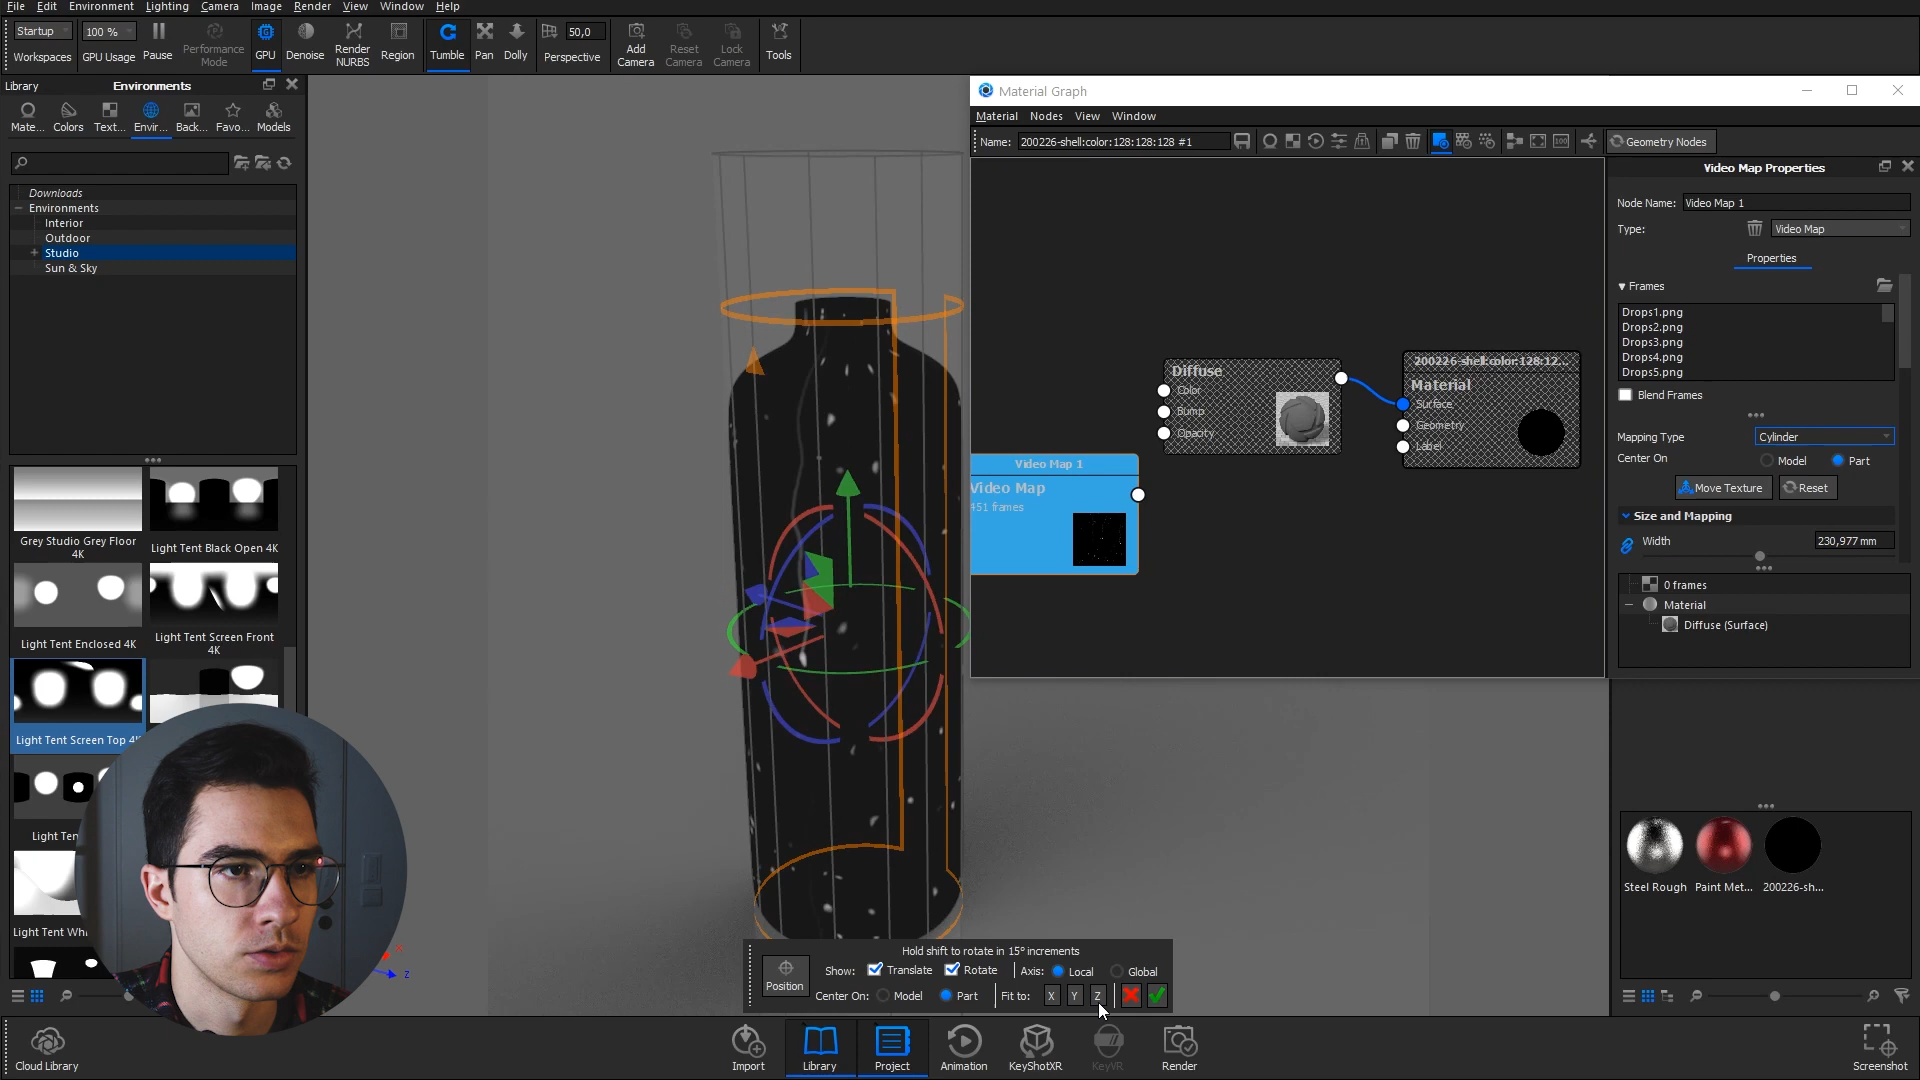 File Edit Environment Lighting Camera Image Render View Window Help
Startup
Workspaces
100 %
GPU Usage
Pause
Performance
Mode
GPU
Denoise
Render
NURBS
Region
Tumble
Pan
Dolly
50,0
Perspective
Add
Camera
Reset
Camera
Lock
Camera
Tools
Library
Environments
Mate...
Colors
Text...
Envir...
Back...
Favo...
Models
Downloads
Environments
Interior
Outdoor
Studio
Sun & Sky
Grey Studio Grey Floor
4K
Light Tent Black Open 4K
Light Tent Enclosed 4K
Light Tent Screen Front
4K
Light Tent Screen Top 4K
Light Ten
Light Tent Whi
Z
Material Graph
Material Nodes View Window
Name: 200226-shell:color:128:128:128 #1
Geometry Nodes
Video Map 1
Video Map
451 frames
Diffuse
Color
Bump
Opacity
200226-shell:color:128:12...
Material
Surface
Geometry
Label
Video Map Properties
Node Name: Video Map 1
Type: Video Map
Properties
Frames
Drops1.png
Drops2.png
Drops3.png
Drops4.png
Drops5.png
Blend Frames
Mapping Type Cylinder
Center On Model Part
Move Texture Reset
Size and Mapping
Width 230,977 mm
0 frames
Material
Diffuse (Surface)
Steel Rough
Paint Met...
200226-sh...
Hold shift to rotate in 15° increments
Position
Show: Translate Rotate Axis: Local Global
Center On: Model Part Fit to: X Y Z
Cloud Library
Import
Library
Project
Animation
KeyShotXR
KeyVR
Render
Screenshot